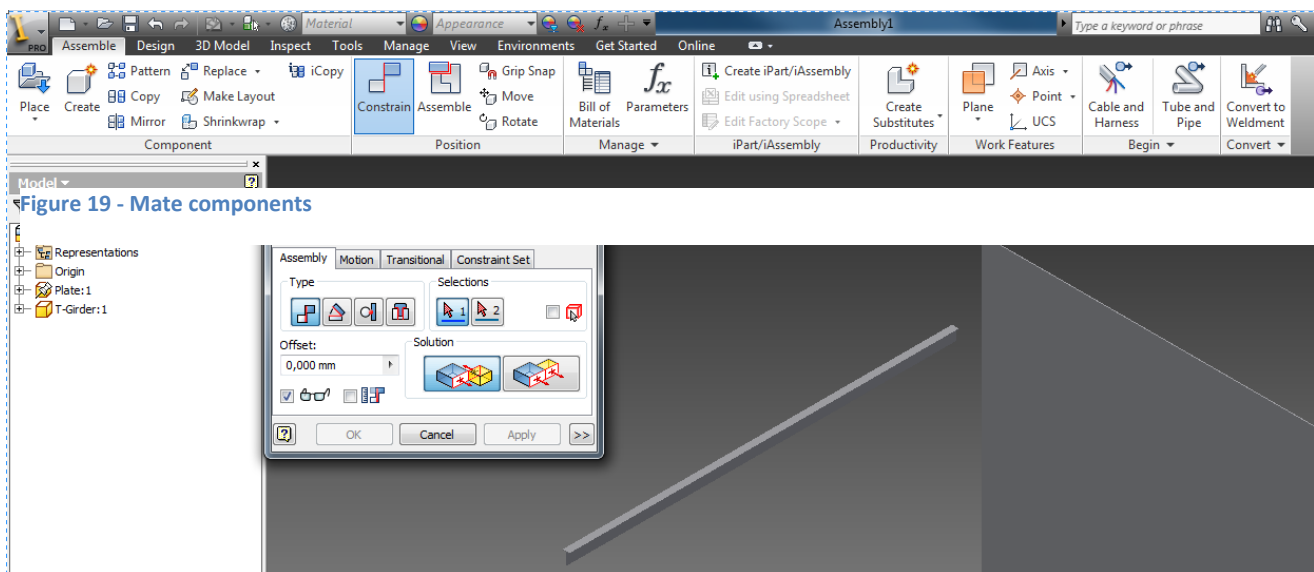 Material
Appearance
Assembly1
Type a keyword or phrase
PRO
Assemble Design 3D Model Inspect Tools Manage View Environments Get Started Online
Place
Create
Pattern Replace
Copy Make Layout
Mirror Shrinkwrap
iCopy
Component
Constrain
Assemble
Grip Snap
Move
Rotate
Position
Bill of
Materials
Parameters
Manage
Create iPart/iAssembly
Edit using Spreadsheet
Edit Factory Scope
iPart/iAssembly
Create
Substitutes
Productivity
Plane
Axis
Point
UCS
Work Features
Cable and
Harness
Tube and
Pipe
Begin
Convert to
Weldment
Convert
Model
Figure 19 - Mate components
Representations
Origin
Plate:1
T-Girder:1
Assembly Motion Transitional Constraint Set
Type
Selections
1 2
Offset:
Solution
0,000 mm
OK Cancel Apply >>